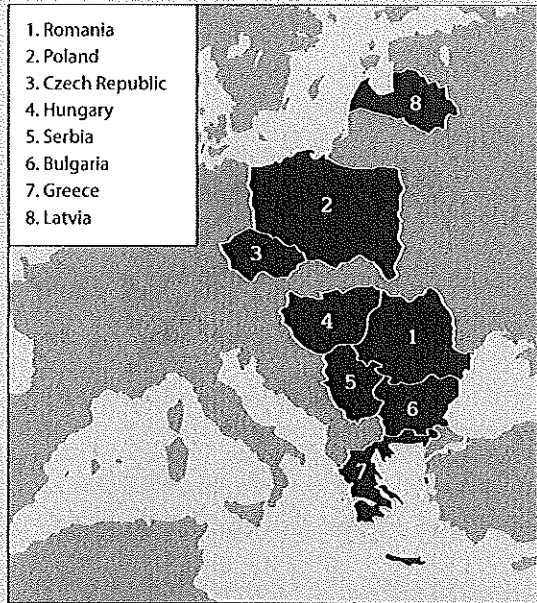 1. Romania
2. Poland
3. Czech Republic
4. Hungary
5. Serbia
6. Bulgaria
7. Greece
8. Latvia
8
2
3
4
1
5
6
7